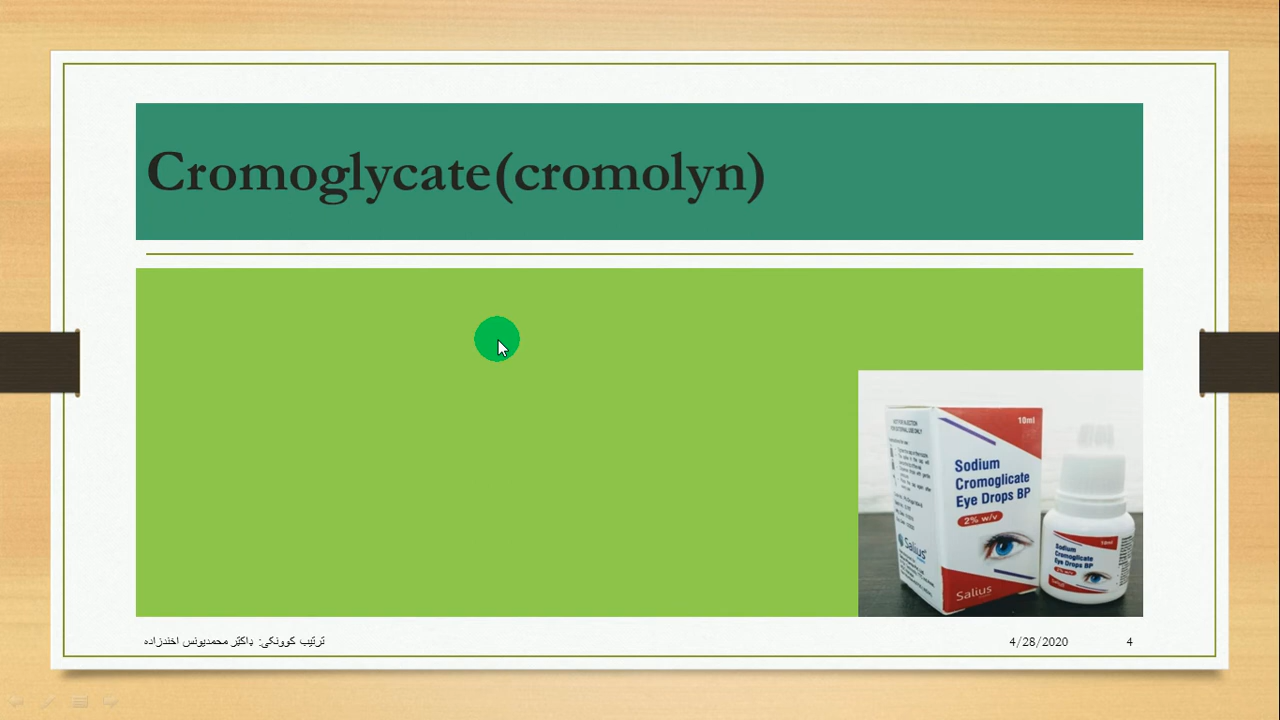 Cromoglycate(cromolyn)
10ml
Sodium
Cromoglicate
Eye Drops BP
2% w/v
Salius
Salius
10ml
Sodium
Cromoglicate
Eye Drops BP
ترتیب کوونکی: ډاکټر محمدیونس اخندزاده
4/28/2020
4